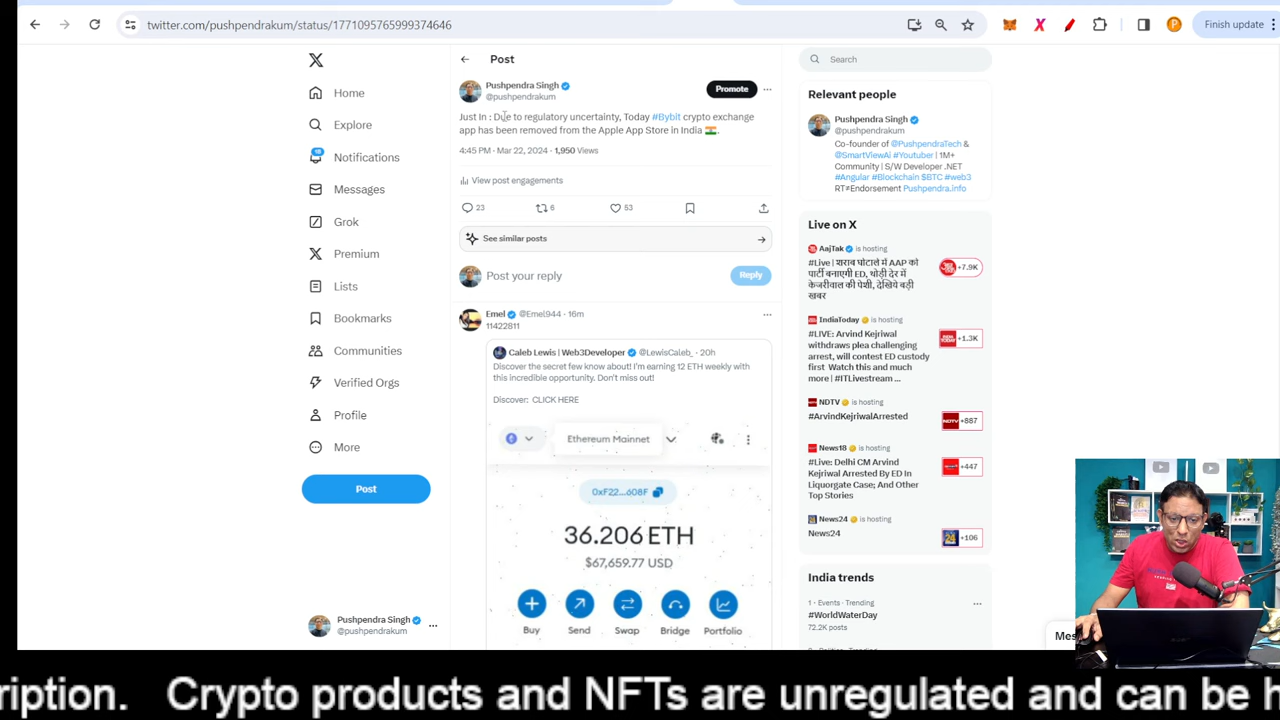 twitter.com/pushpendrakum/status/1771095765999374646
Finish update
Home
Explore
Notifications
Messages
Grok
Premium
Lists
Bookmarks
Communities
Verified Orgs
Profile
More
Post
Pushpendra Singh
@pushpendrakum
Post
Pushpendra Singh
@pushpendrakum
Promote
Just In : Due to regulatory uncertainty, Today #Bybit crypto exchange
app has been removed from the Apple App Store in India 🇮🇳.
4:45 PM · Mar 22, 2024 · 1,950 Views
View post engagements
23 6 53
See similar posts
Post your reply
Reply
Emel @Emel944 · 16m
11422811
Caleb Lewis | Web3Developer @LewisCaleb_ · 20h
Discover the secret few know about! I'm earning 12 ETH weekly with
this incredible opportunity. Don't miss out!
Discover: CLICK HERE
Ethereum Mainnet
0xF22...608F
36.206 ETH
$67,659.77 USD
Buy Send Swap Bridge Portfolio
Search
Relevant people
Pushpendra Singh
@pushpendrakum
Co-founder of @PushpendraTech &
@SmartViewAi #Youtuber | 1M+
Community | S/W Developer .NET
#Angular #Blockchain $BTC #web3
RT≠Endorsement Pushpendra.info
Live on X
AajTak is hosting
#Live | शराब घोटाले में AAP को
पार्टी बनाएगी ED, थोड़ी देर में
केजरीवाल की पेशी, देखिये बड़ी
खबर
+7.9K
IndiaToday is hosting
#LIVE: Arvind Kejriwal
withdraws plea challenging
arrest, will contest ED custody
first Watch this and much
more | #ITLivestream ...
+1.3K
NDTV is hosting
#ArvindKejriwalArrested
+887
News18 is hosting
#Live: Delhi CM Arvind
Kejriwal Arrested By ED In
Liquorgate Case; And Other
Top Stories
+447
News24 is hosting
News24
+106
India trends
1 · Events · Trending
#WorldWaterDay
72.2K posts
Mes
ription. Crypto products and NFTs are unregulated and can be h